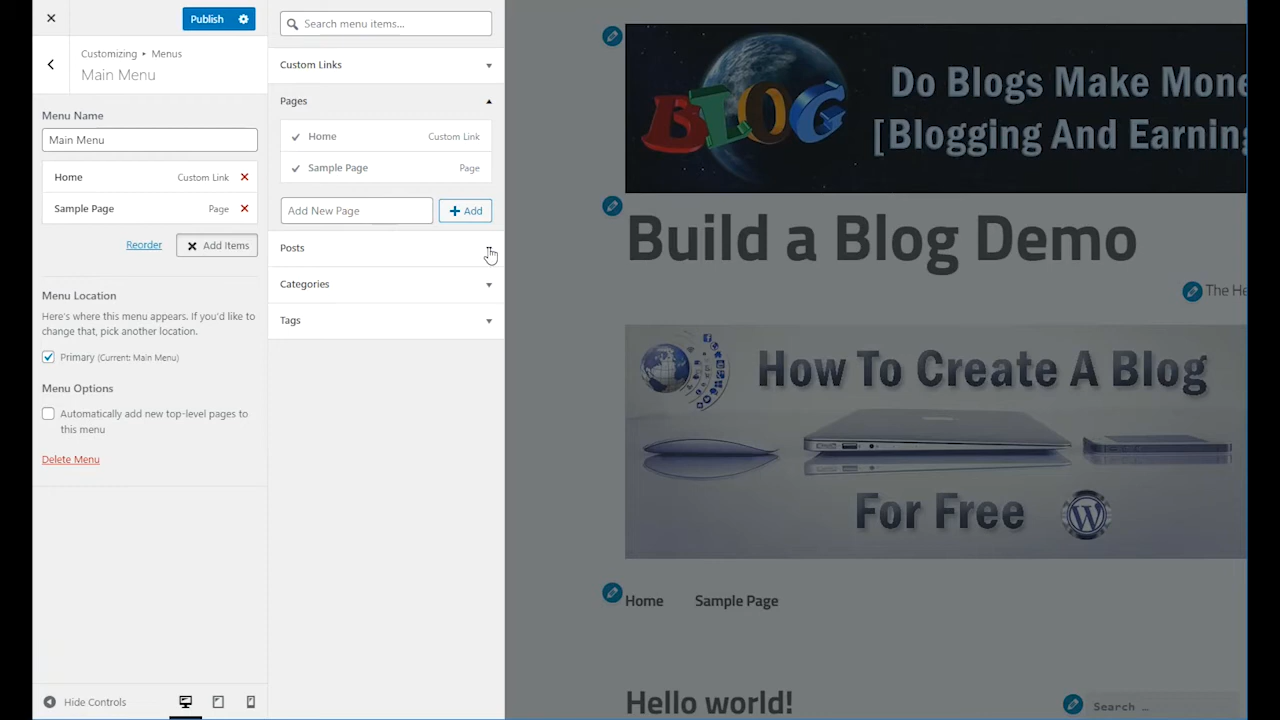 Publish
Customizing ▸ Menus
Main Menu
Menu Name
Main Menu
Home Custom Link
Sample Page Page
Reorder Add Items
Menu Location
Here's where this menu appears. If you'd like to
change that, pick another location.
Primary (Current: Main Menu)
Menu Options
Automatically add new top-level pages to
this menu
Delete Menu
Hide Controls
Search menu items...
Custom Links
Pages
Home Custom Link
Sample Page Page
Add New Page + Add
Posts
Categories
Tags
BLOG
Do Blogs Make Mone
[Blogging And Earning
Build a Blog Demo
The He
How To Create A Blog
For Free
Home Sample Page
Hello world!
Search …